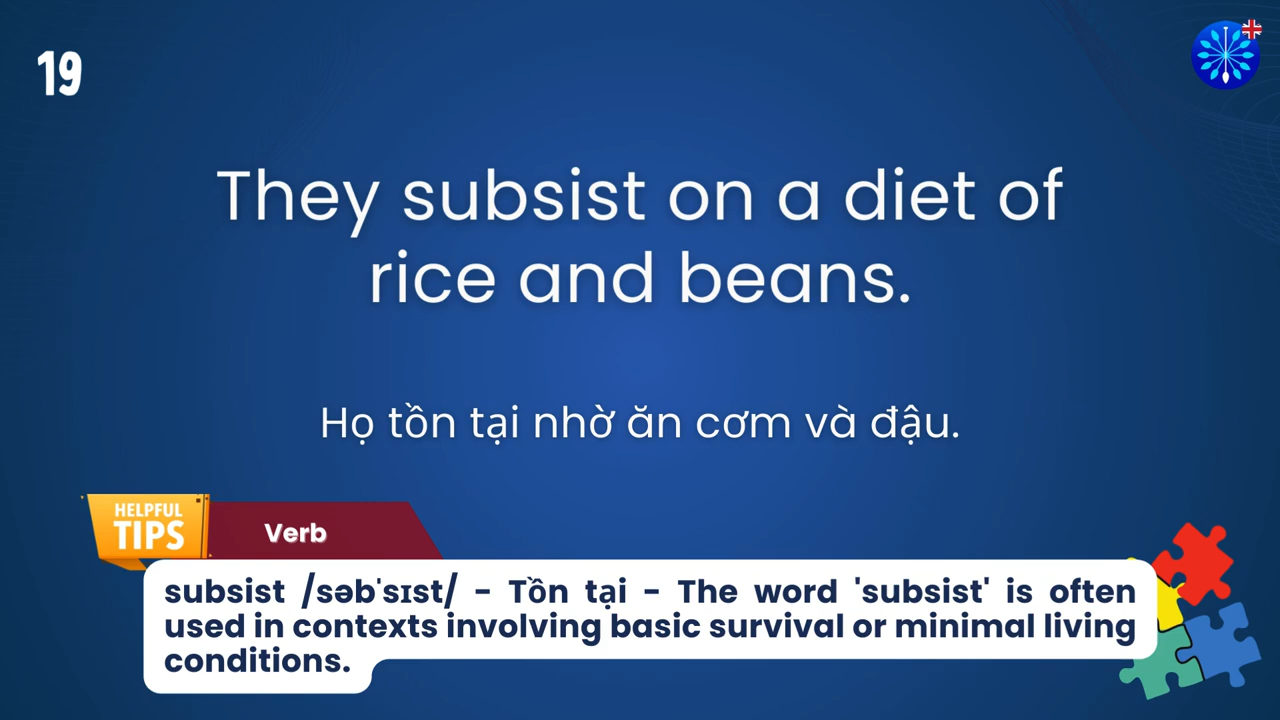 19
They subsist on a diet of
rice and beans.
Họ tồn tại nhờ ăn cơm và đậu.
HELPFUL
TIPS
Verb
subsist /səbˈsɪst/ - Tồn tại - The word 'subsist' is often
used in contexts involving basic survival or minimal living
conditions.